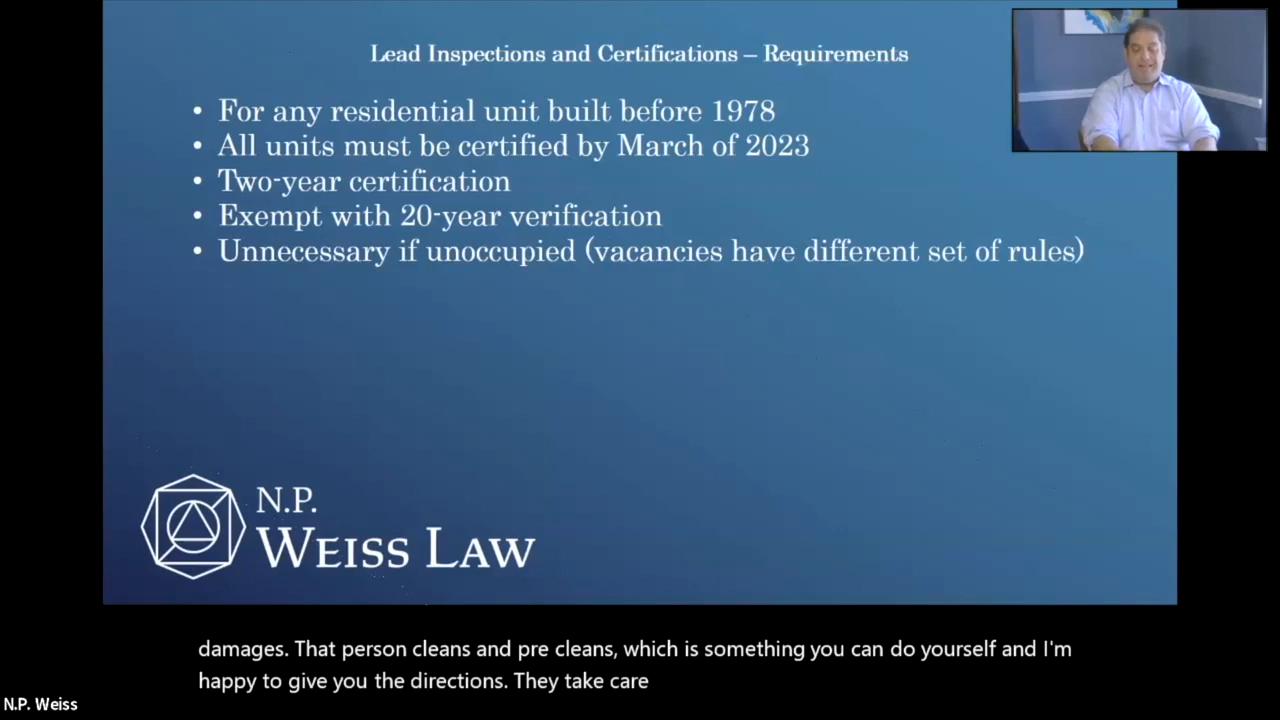 Lead Inspections and Certifications – Requirements
• For any residential unit built before 1978
• All units must be certified by March of 2023
• Two-year certification
• Exempt with 20-year verification
• Unnecessary if unoccupied (vacancies have different set of rules)
N.P.
WEISS LAW
damages. That person cleans and pre cleans, which is something you can do yourself and I'm
happy to give you the directions. They take care
N.P. Weiss